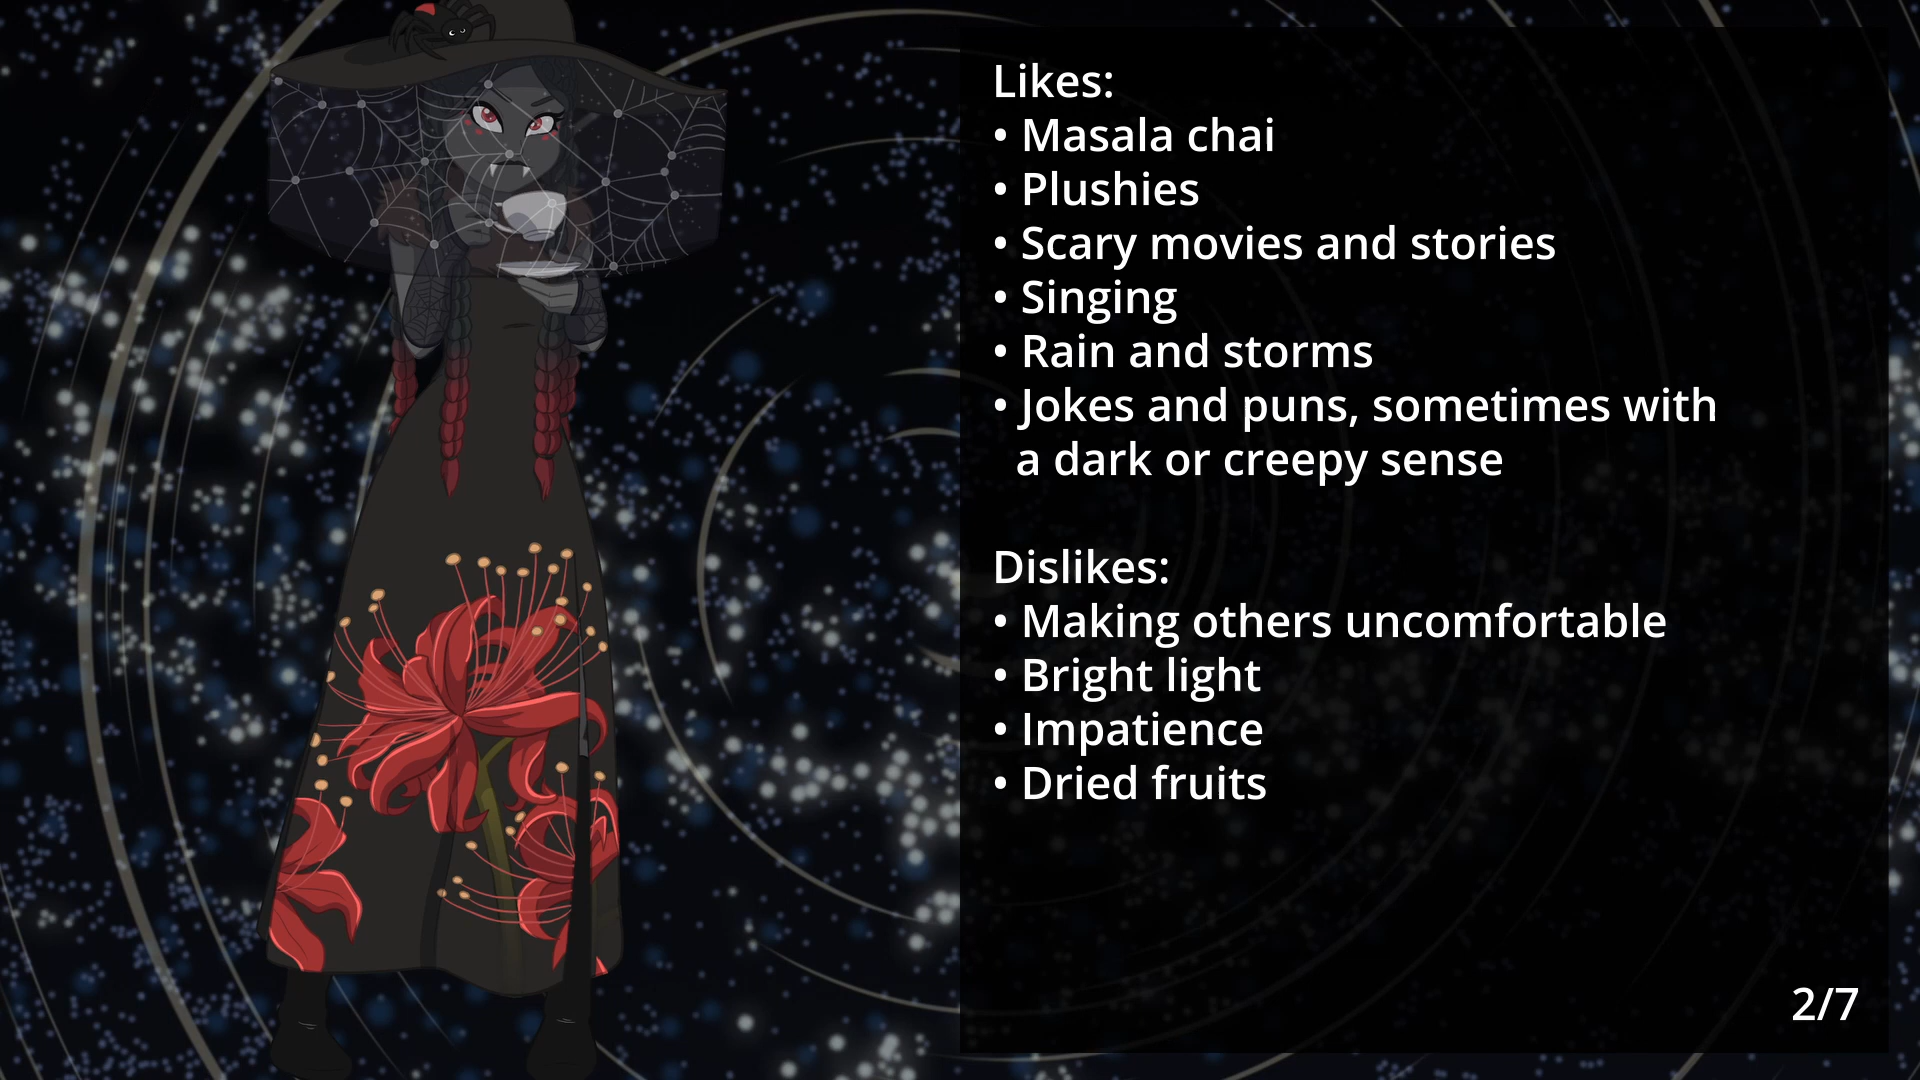 Likes:
• Masala chai
• Plushies
• Scary movies and stories
• Singing
• Rain and storms
• Jokes and puns, sometimes with
a dark or creepy sense
Dislikes:
• Making others uncomfortable
• Bright light
• Impatience
• Dried fruits
2/7